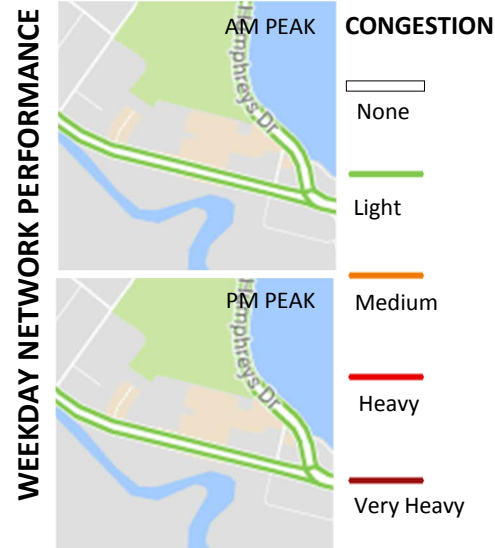 WEEKDAY NETWORK PERFORMANCE
AM PEAK
Humphreys Dr
PM PEAK
Humphreys Dr
CONGESTION
None
Light
Medium
Heavy
Very Heavy